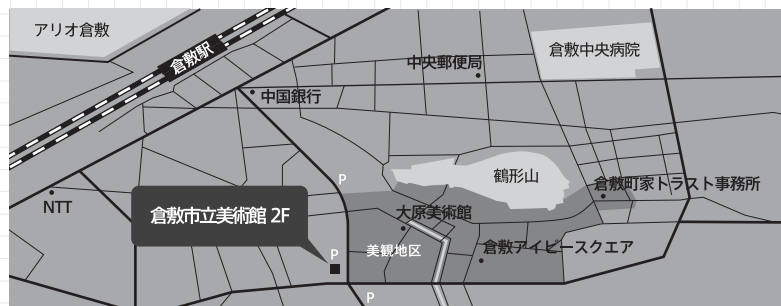 アリオ倉敷
倉敷駅
中央郵便局
倉敷中央病院
中国銀行
鶴形山
P
倉敷町家トラスト事務所
NTT
倉敷市立美術館 2F
大原美術館
美観地区
倉敷アイビースクエア
P
P